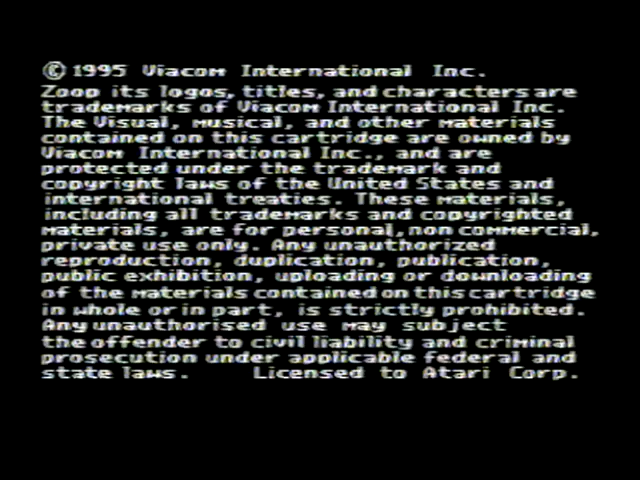 © 1995 Viacom International Inc.
Zoop its logos, titles, and characters are
trademarks of Viacom International Inc.
The Visual, musical, and other materials
contained on this cartridge are owned by
Viacom International Inc., and are
protected under the trademark and
copyright laws of the United States and
international treaties. These materials,
including all trademarks and copyrighted
materials, are for personal, non commercial,
private use only. Any unauthorized
reproduction, duplication, publication,
public exhibition, uploading or downloading
of the materials contained on this cartridge
in whole or in part, is strictly prohibited.
Any unauthorised use may subject
the offender to civil liability and criminal
prosecution under applicable federal and
state laws. Licensed to Atari Corp.